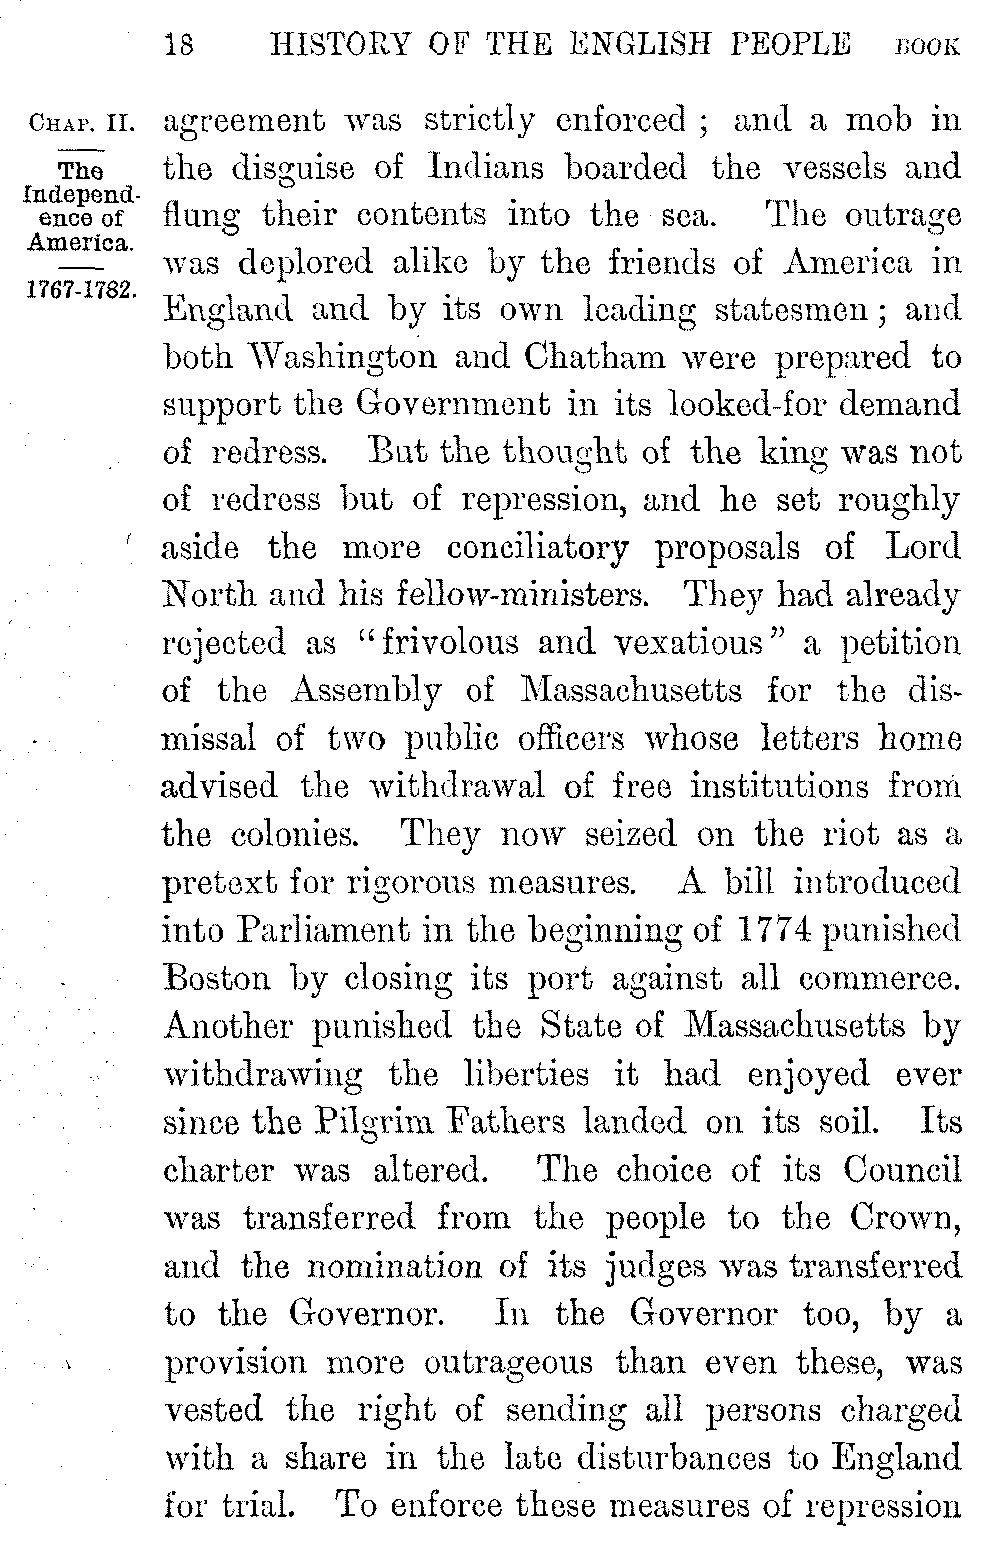 18 HISTORY OF THE ENGLISH PEOPLE BOOK
CHAP. II.
The
Independ-
ence of
America.
1767-1782.
agreement was strictly enforced ; and a mob in
the disguise of Indians boarded the vessels and
flung their contents into the sea. The outrage
was deplored alike by the friends of America in
England and by its own leading statesmen ; and
both Washington and Chatham were prepared to
support the Government in its looked-for demand
of redress. But the thought of the king was not
of redress but of repression, and he set roughly
aside the more conciliatory proposals of Lord
North and his fellow-ministers. They had already
rejected as “frivolous and vexatious” a petition
of the Assembly of Massachusetts for the dis-
missal of two public officers whose letters home
advised the withdrawal of free institutions from
the colonies. They now seized on the riot as a
pretext for rigorous measures. A bill introduced
into Parliament in the beginning of 1774 punished
Boston by closing its port against all commerce.
Another punished the State of Massachusetts by
withdrawing the liberties it had enjoyed ever
since the Pilgrim Fathers landed on its soil. Its
charter was altered. The choice of its Council
was transferred from the people to the Crown,
and the nomination of its judges was transferred
to the Governor. In the Governor too, by a
provision more outrageous than even these, was
vested the right of sending all persons charged
with a share in the late disturbances to England
for trial. To enforce these measures of repression